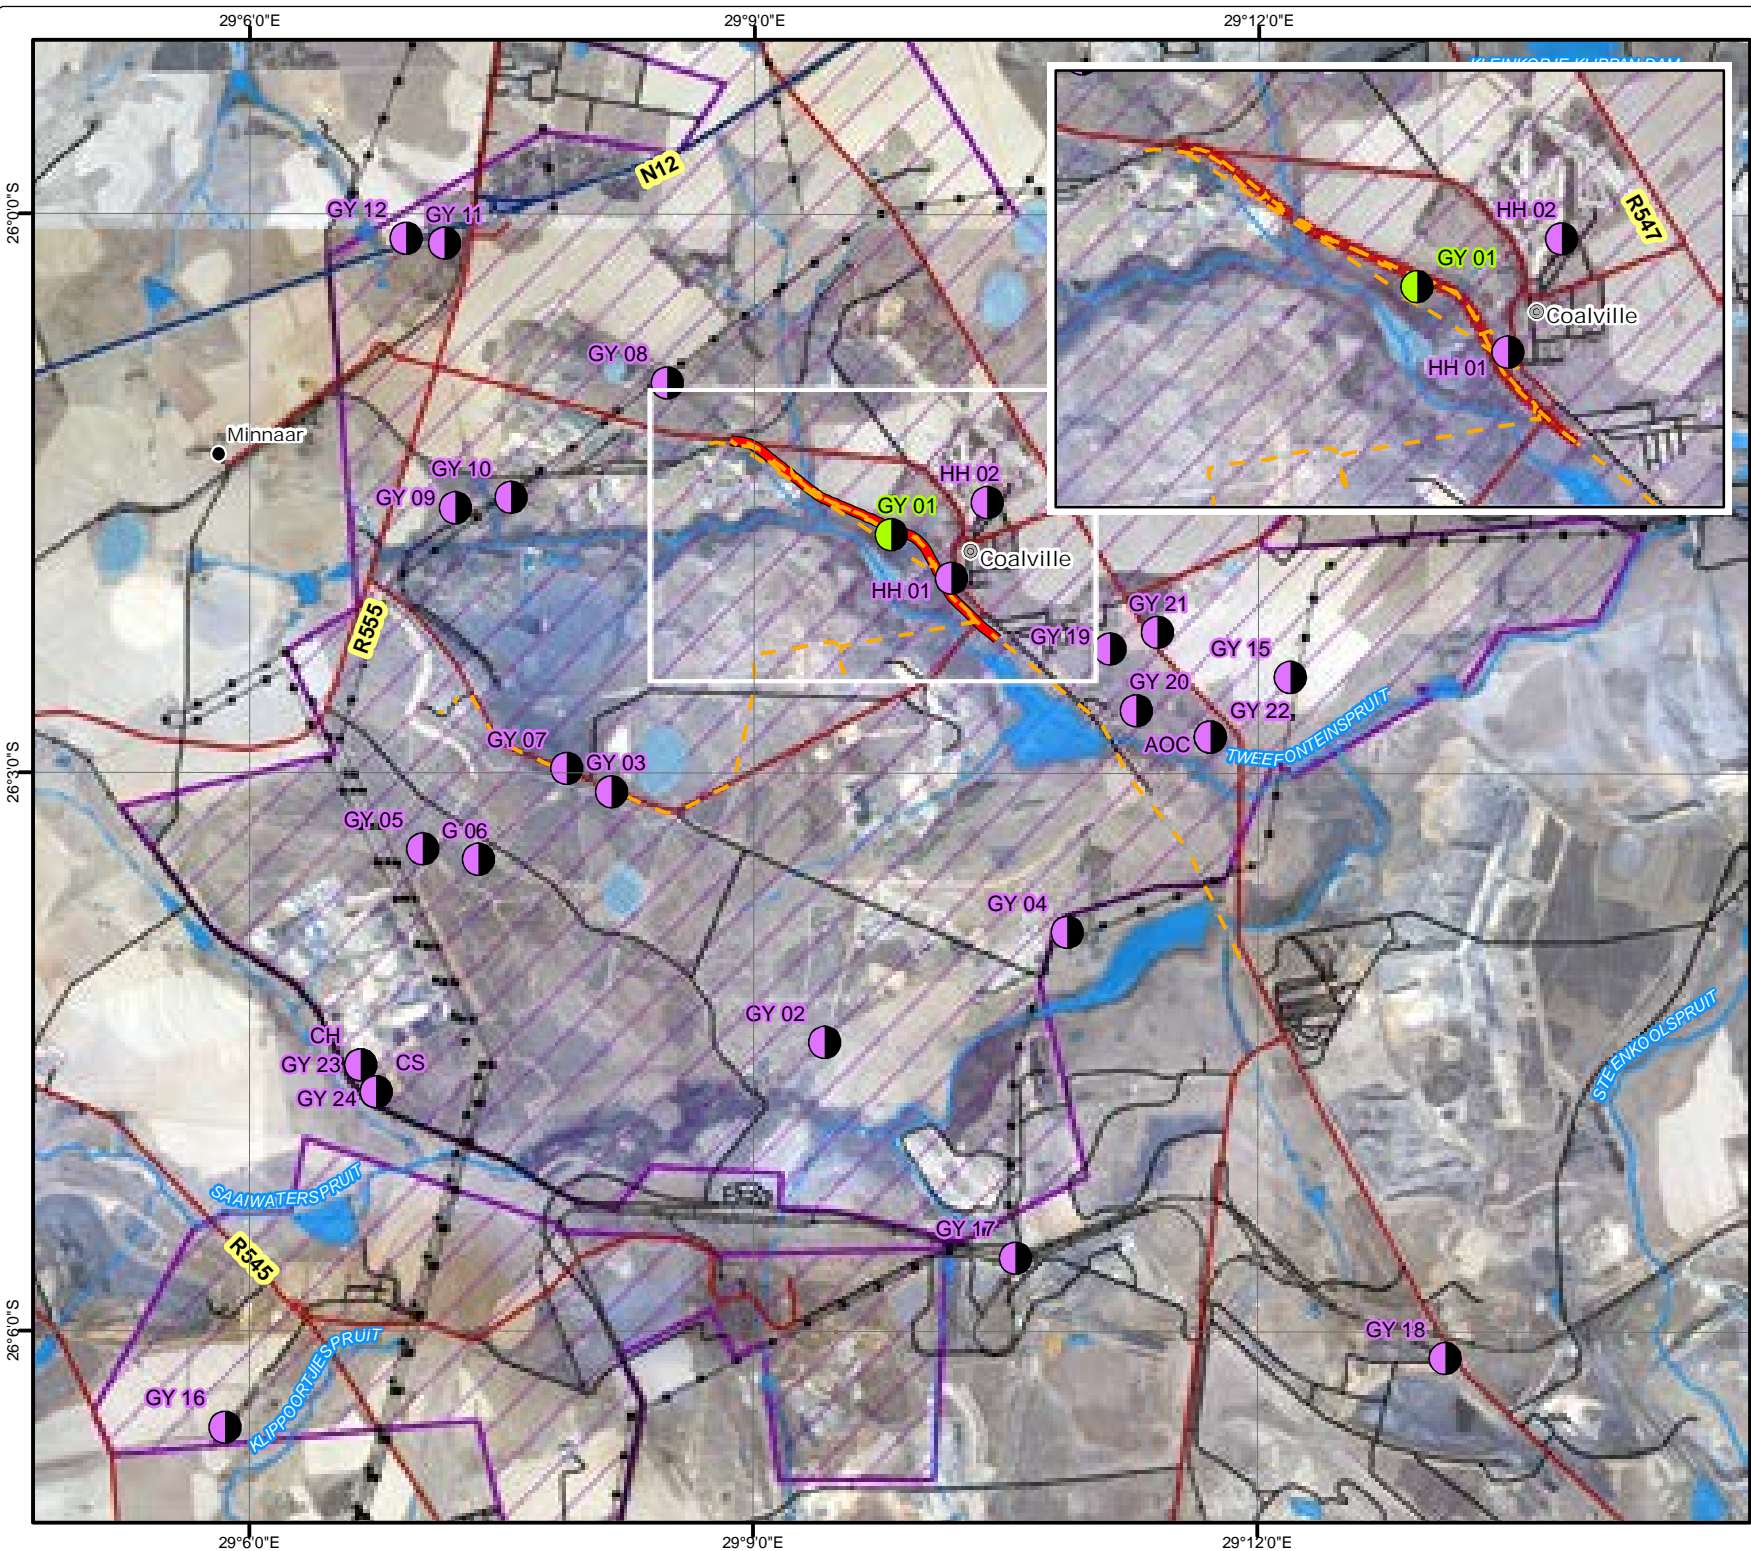 29°6'0"E
29°9'0"E
29°12'0"E
KLEINKOPJE KLIPPAN DAM
N12
26°0'0"S
GY 12
GY 11
HH 02
R547
GY 01
Coalville
HH 01
GY 08
Minnaar
GY 10
GY 09
HH 02
GY 01
Coalville
HH 01
R555
GY 21
GY 19
GY 15
GY 20
GY 22
AOC
TWEEFONTEINSPRUIT
GY 07
GY 03
26°3'0"S
GY 05
G 06
GY 04
GY 02
CH
GY 23
CS
GY 24
STEENKOOLSPRUIT
SAAIWATERSPRUIT
GY 17
R545
26°6'0"S
KLIPPOORTJIESPRUIT
GY 18
GY 16
29°6'0"E
29°9'0"E
29°12'0"E